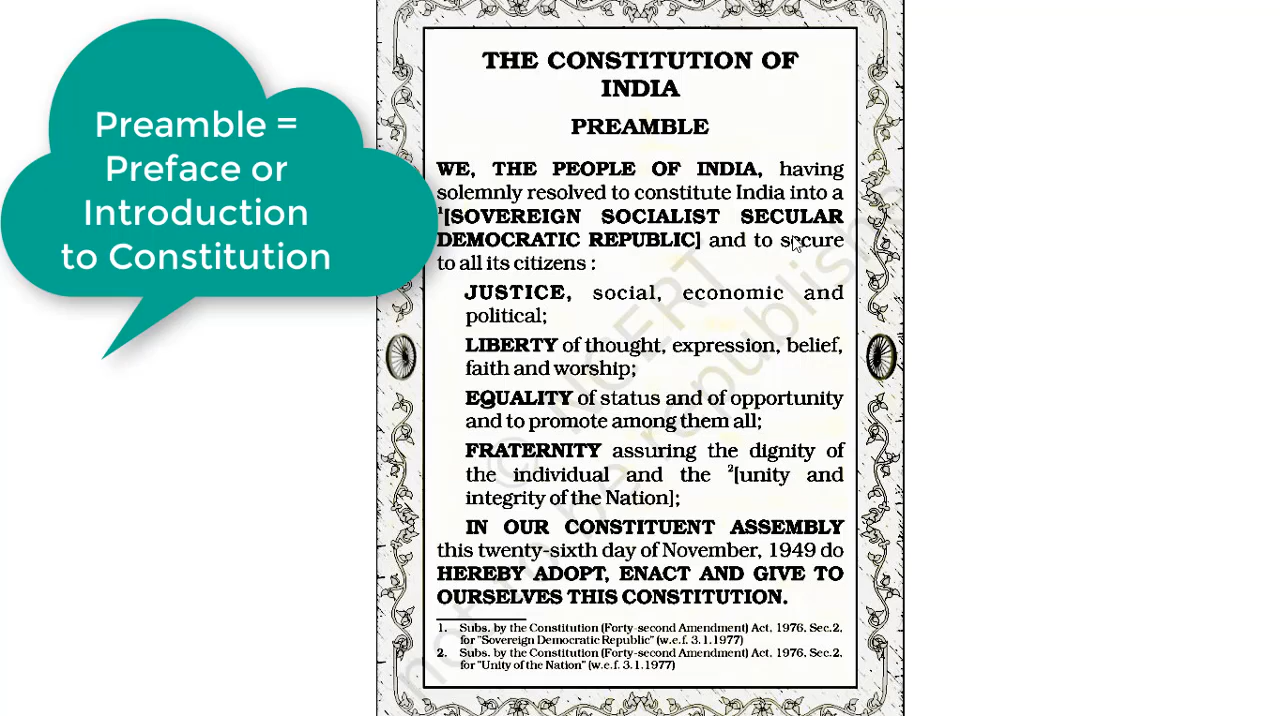 Preamble =
Preface or
Introduction
to Constitution
THE CONSTITUTION OF
INDIA
PREAMBLE
WE, THE PEOPLE OF INDIA, having
solemnly resolved to constitute India into a
1[SOVEREIGN SOCIALIST SECULAR
DEMOCRATIC REPUBLIC] and to secure
to all its citizens :
JUSTICE, social, economic and
political;
LIBERTY of thought, expression, belief,
faith and worship;
EQUALITY of status and of opportunity
and to promote among them all;
FRATERNITY assuring the dignity of
the individual and the 2[unity and
integrity of the Nation];
IN OUR CONSTITUENT ASSEMBLY
this twenty-sixth day of November, 1949 do
HEREBY ADOPT, ENACT AND GIVE TO
OURSELVES THIS CONSTITUTION.
1. Subs. by the Constitution (Forty-second Amendment) Act, 1976, Sec.2,
for "Sovereign Democratic Republic" (w.e.f. 3.1.1977)
2. Subs. by the Constitution (Forty-second Amendment) Act, 1976, Sec.2,
for "Unity of the Nation" (w.e.f. 3.1.1977)
© NCERT
not to be republish